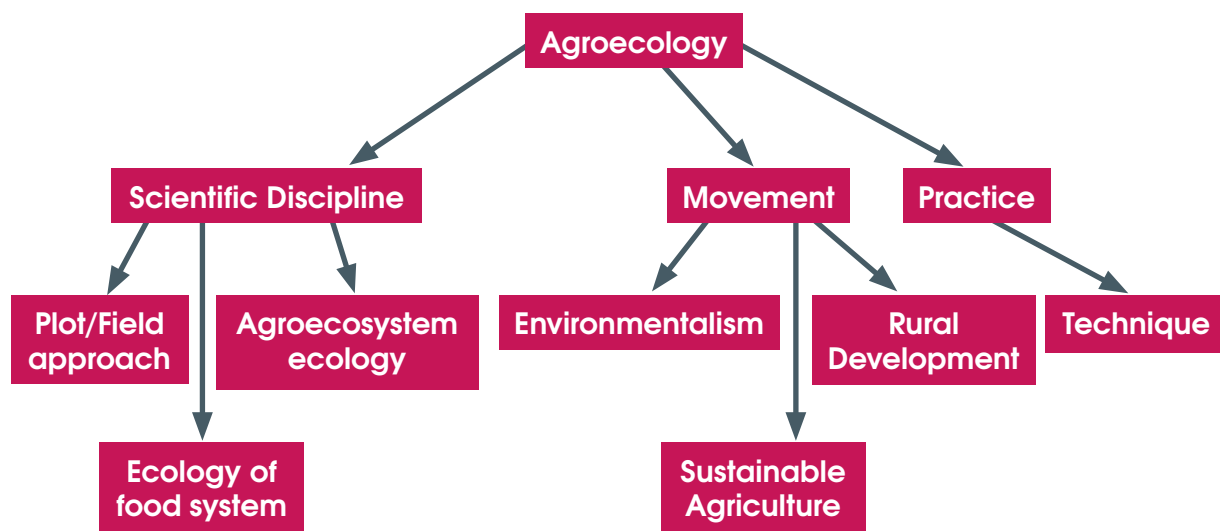 Agroecology
Scientific Discipline
Movement
Practice
Plot/Field
approach
Agroecosystem
ecology
Environmentalism
Rural
Development
Technique
Ecology of
food system
Sustainable
Agriculture